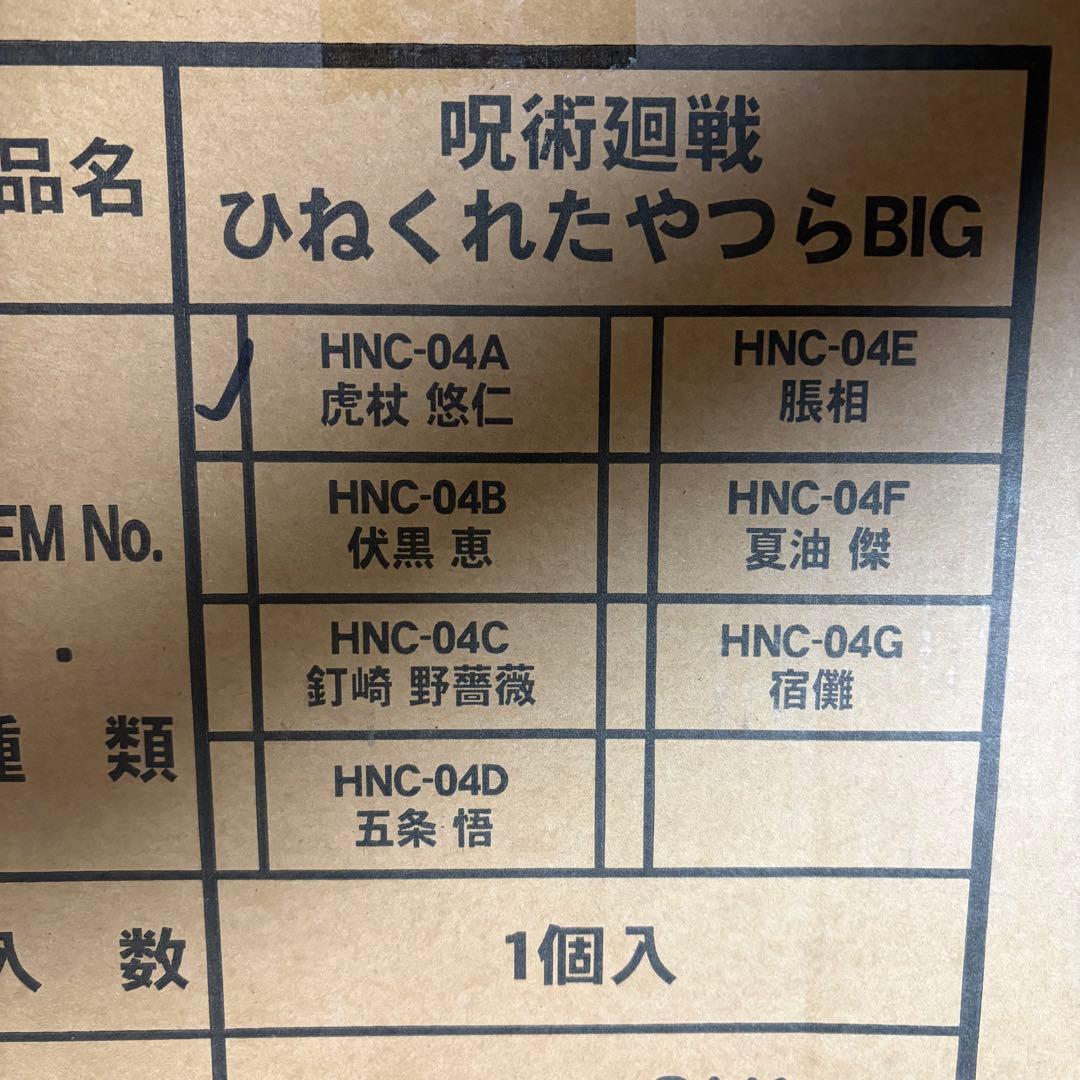 品名
呪術廻戦
ひねくれたやつらBIG
EM No.
・
種 類
HNC-04A
虎杖 悠仁
HNC-04E
脹相
HNC-04B
伏黒 恵
HNC-04F
夏油 傑
HNC-04C
釘崎 野薔薇
HNC-04G
宿儺
HNC-04D
五条 悟
入 数
1個入